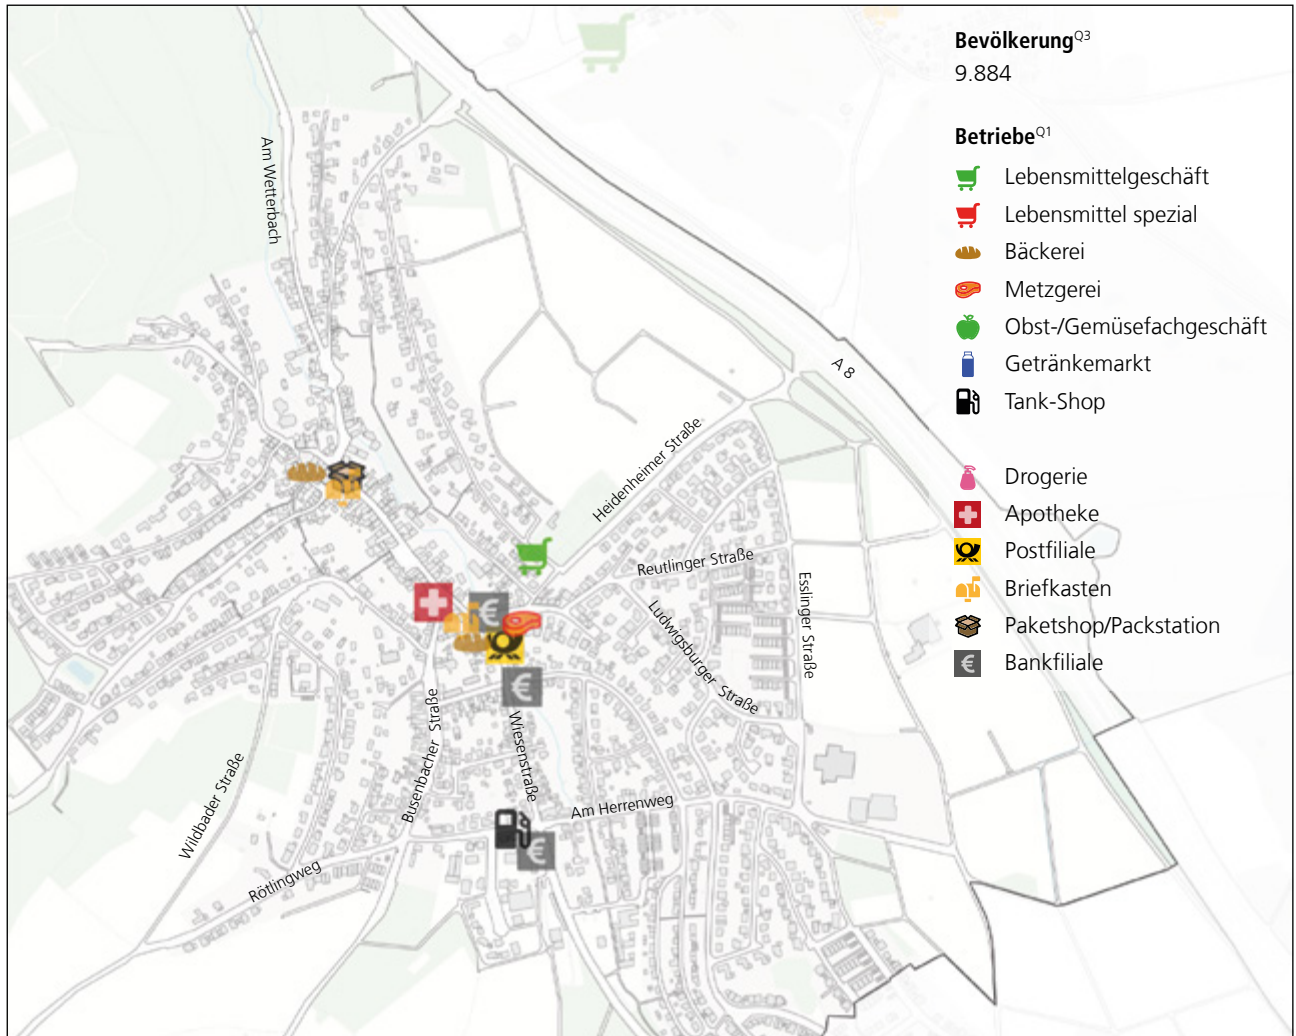 Bevölkerung Q3
9.884
Betriebe Q1
Lebensmittelgeschäft
Lebensmittel spezial
Bäckerei
Metzgerei
Obst-/Gemüsefachgeschäft
Getränkemarkt
Tank-Shop
Drogerie
Apotheke
Postfiliale
Briefkasten
Paketshop/Packstation
Bankfiliale
Am Wetterbach
A 8
Heidenheimer Straße
Reutlinger Straße
Esslinger Straße
Ludwigsburger Straße
Busenbacher Straße
Wiesenstraße
Am Herrenweg
Wildbader Straße
Rötlingweg